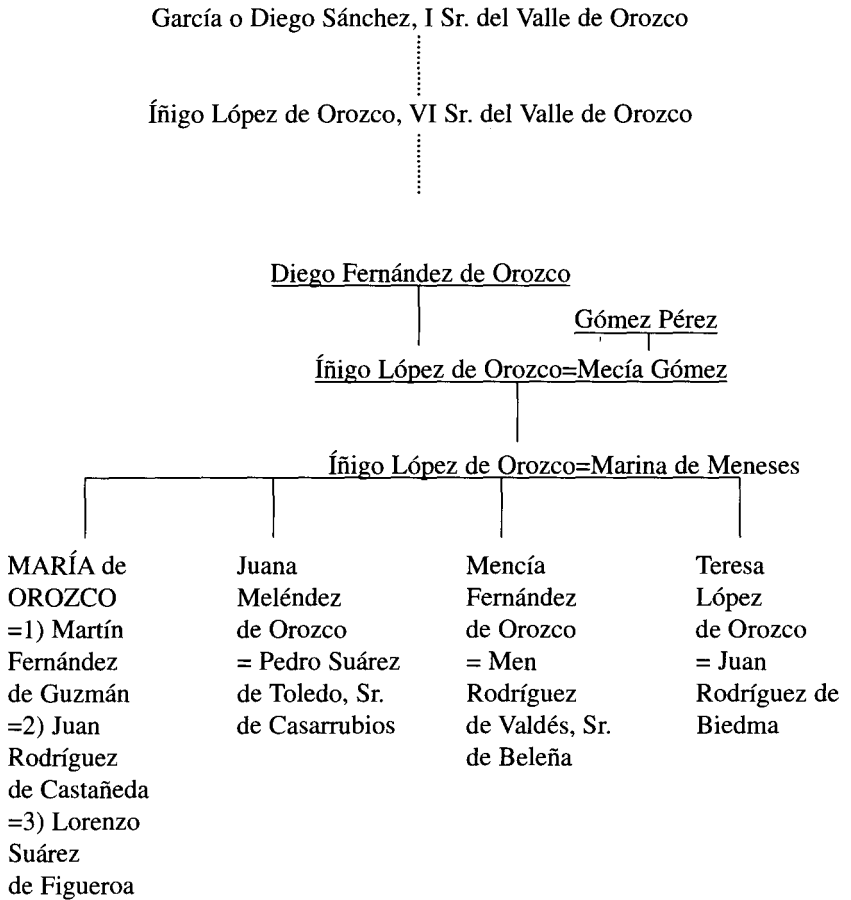 García o Diego Sánchez, I Sr. del Valle de Orozco
Íñigo López de Orozco, VI Sr. del Valle de Orozco
Diego Fernández de Orozco
Gómez Pérez
Íñigo López de Orozco=Mecía Gómez
Íñigo López de Orozco=Marina de Meneses
MARÍA de
OROZCO
=1) Martín
Fernández
de Guzmán
=2) Juan
Rodríguez
de Castañeda
=3) Lorenzo
Suárez
de Figueroa
Juana
Meléndez
de Orozco
= Pedro Suárez
de Toledo, Sr.
de Casarrubios
Mencía
Fernández
de Orozco
= Men
Rodríguez
de Valdés, Sr.
de Beleña
Teresa
López
de Orozco
= Juan
Rodríguez de
Biedma